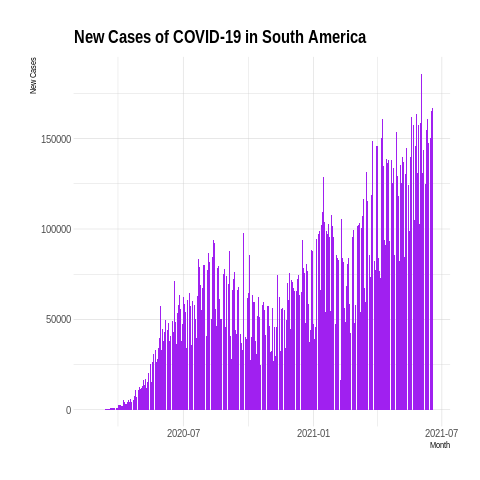 New Cases of COVID-19 in South America
New Cases
150000
100000
50000
0
2020-07
2021-01
2021-07
Month